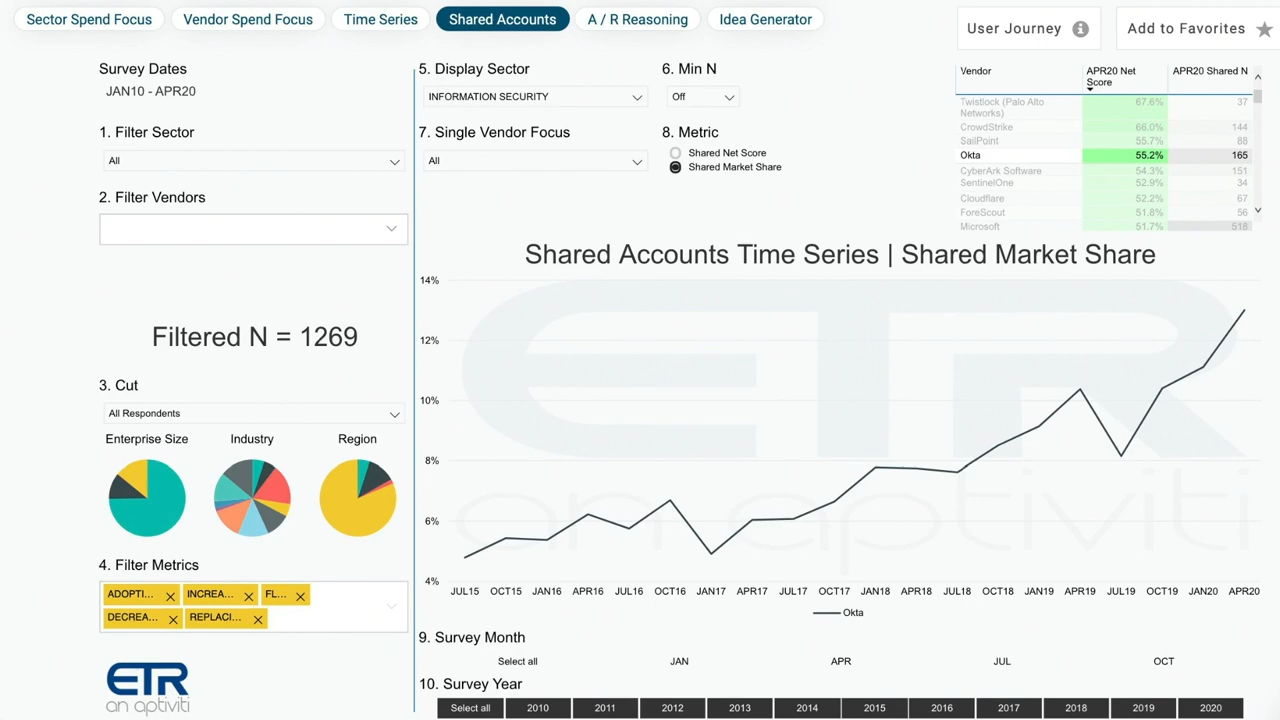 Sector Spend Focus
Vendor Spend Focus
Time Series
Shared Accounts
A / R Reasoning
Idea Generator
User Journey
Add to Favorites
Survey Dates
JAN10 - APR20
1. Filter Sector
All
2. Filter Vendors
Filtered N = 1269
3. Cut
All Respondents
Enterprise Size
Industry
Region
4. Filter Metrics
ADOPTI...
INCREA...
FL...
DECREA...
REPLACI...
ETR
an aptiviti
5. Display Sector
INFORMATION SECURITY
6. Min N
Off
7. Single Vendor Focus
All
8. Metric
Shared Net Score
Shared Market Share
Vendor APR20 Net Score APR20 Shared N
Twistlock (Palo Alto Networks) 67.6% 37
CrowdStrike 66.0% 144
SailPoint 55.7% 88
Okta 55.2% 165
CyberArk Software 54.3% 151
SentinelOne 52.9% 34
Cloudflare 52.2% 67
ForeScout 51.8% 56
Microsoft 51.7% 518
Shared Accounts Time Series | Shared Market Share
14%
12%
10%
8%
6%
4%
ETR
an aptiviti
JUL15 OCT15 JAN16 APR16 JUL16 OCT16 JAN17 APR17 JUL17 OCT17 JAN18 APR18 JUL18 OCT18 JAN19 APR19 JUL19 OCT19 JAN20 APR20
Okta
9. Survey Month
Select all JAN APR JUL OCT
10. Survey Year
Select all 2010 2011 2012 2013 2014 2015 2016 2017 2018 2019 2020